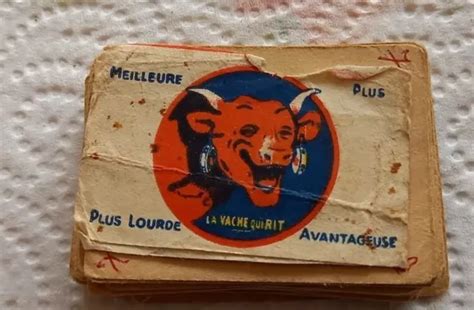 MEILLEURE PLUS
LA VACHE QUI RIT
PLUS LOURDE AVANTAGEUSE